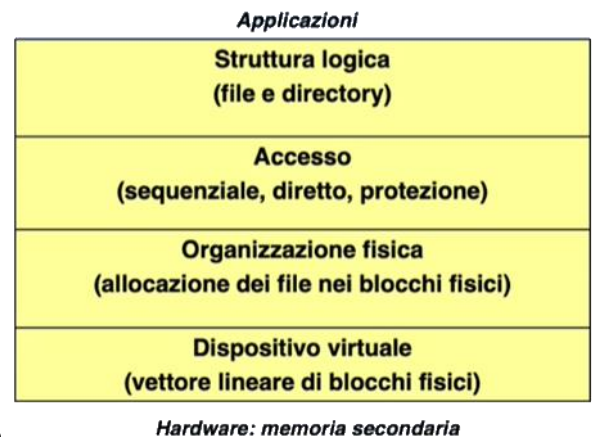 Applicazioni
Struttura logica
(file e directory)
Accesso
(sequenziale, diretto, protezione)
Organizzazione fisica
(allocazione dei file nei blocchi fisici)
Dispositivo virtuale
(vettore lineare di blocchi fisici)
Hardware: memoria secondaria